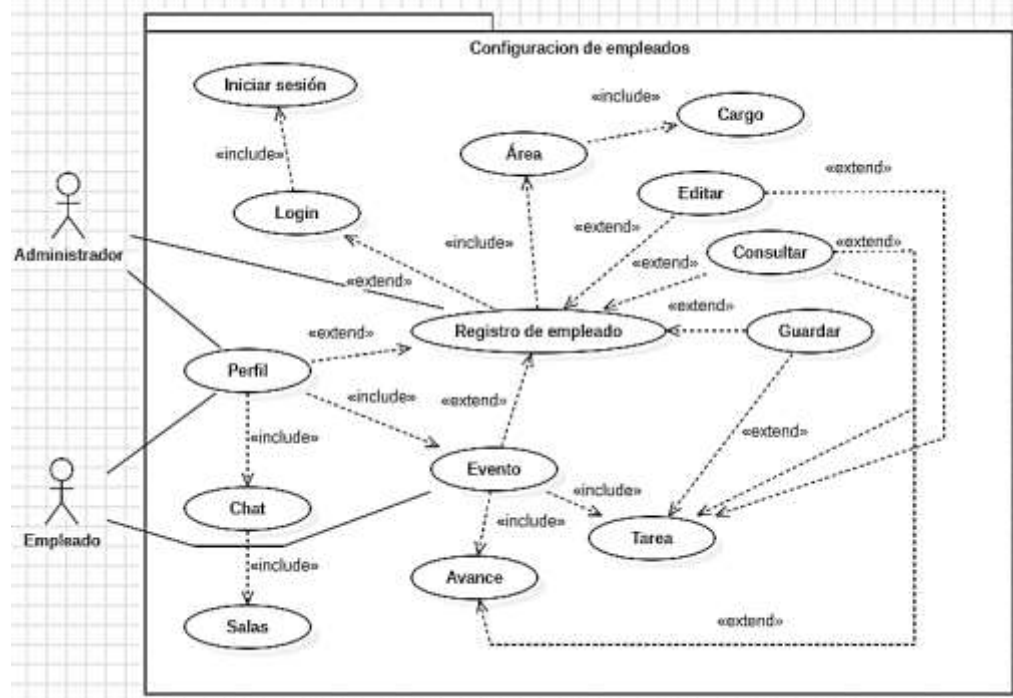 Configuracion de empleados
Iniciar sesión
«include»
Cargo
Área
«include»
Editar
«extend»
Login
«include»
«extend»
Consultar
«extend»
Administrador
«extend»
«extend»
«extend»
Registro de empleado
Guardar
«extend»
Perfil
«include»
«extend»
«include»
«extend»
Evento
«include»
Chat
«include»
Empleado
Tarea
«include»
Avance
Salas
«extend»